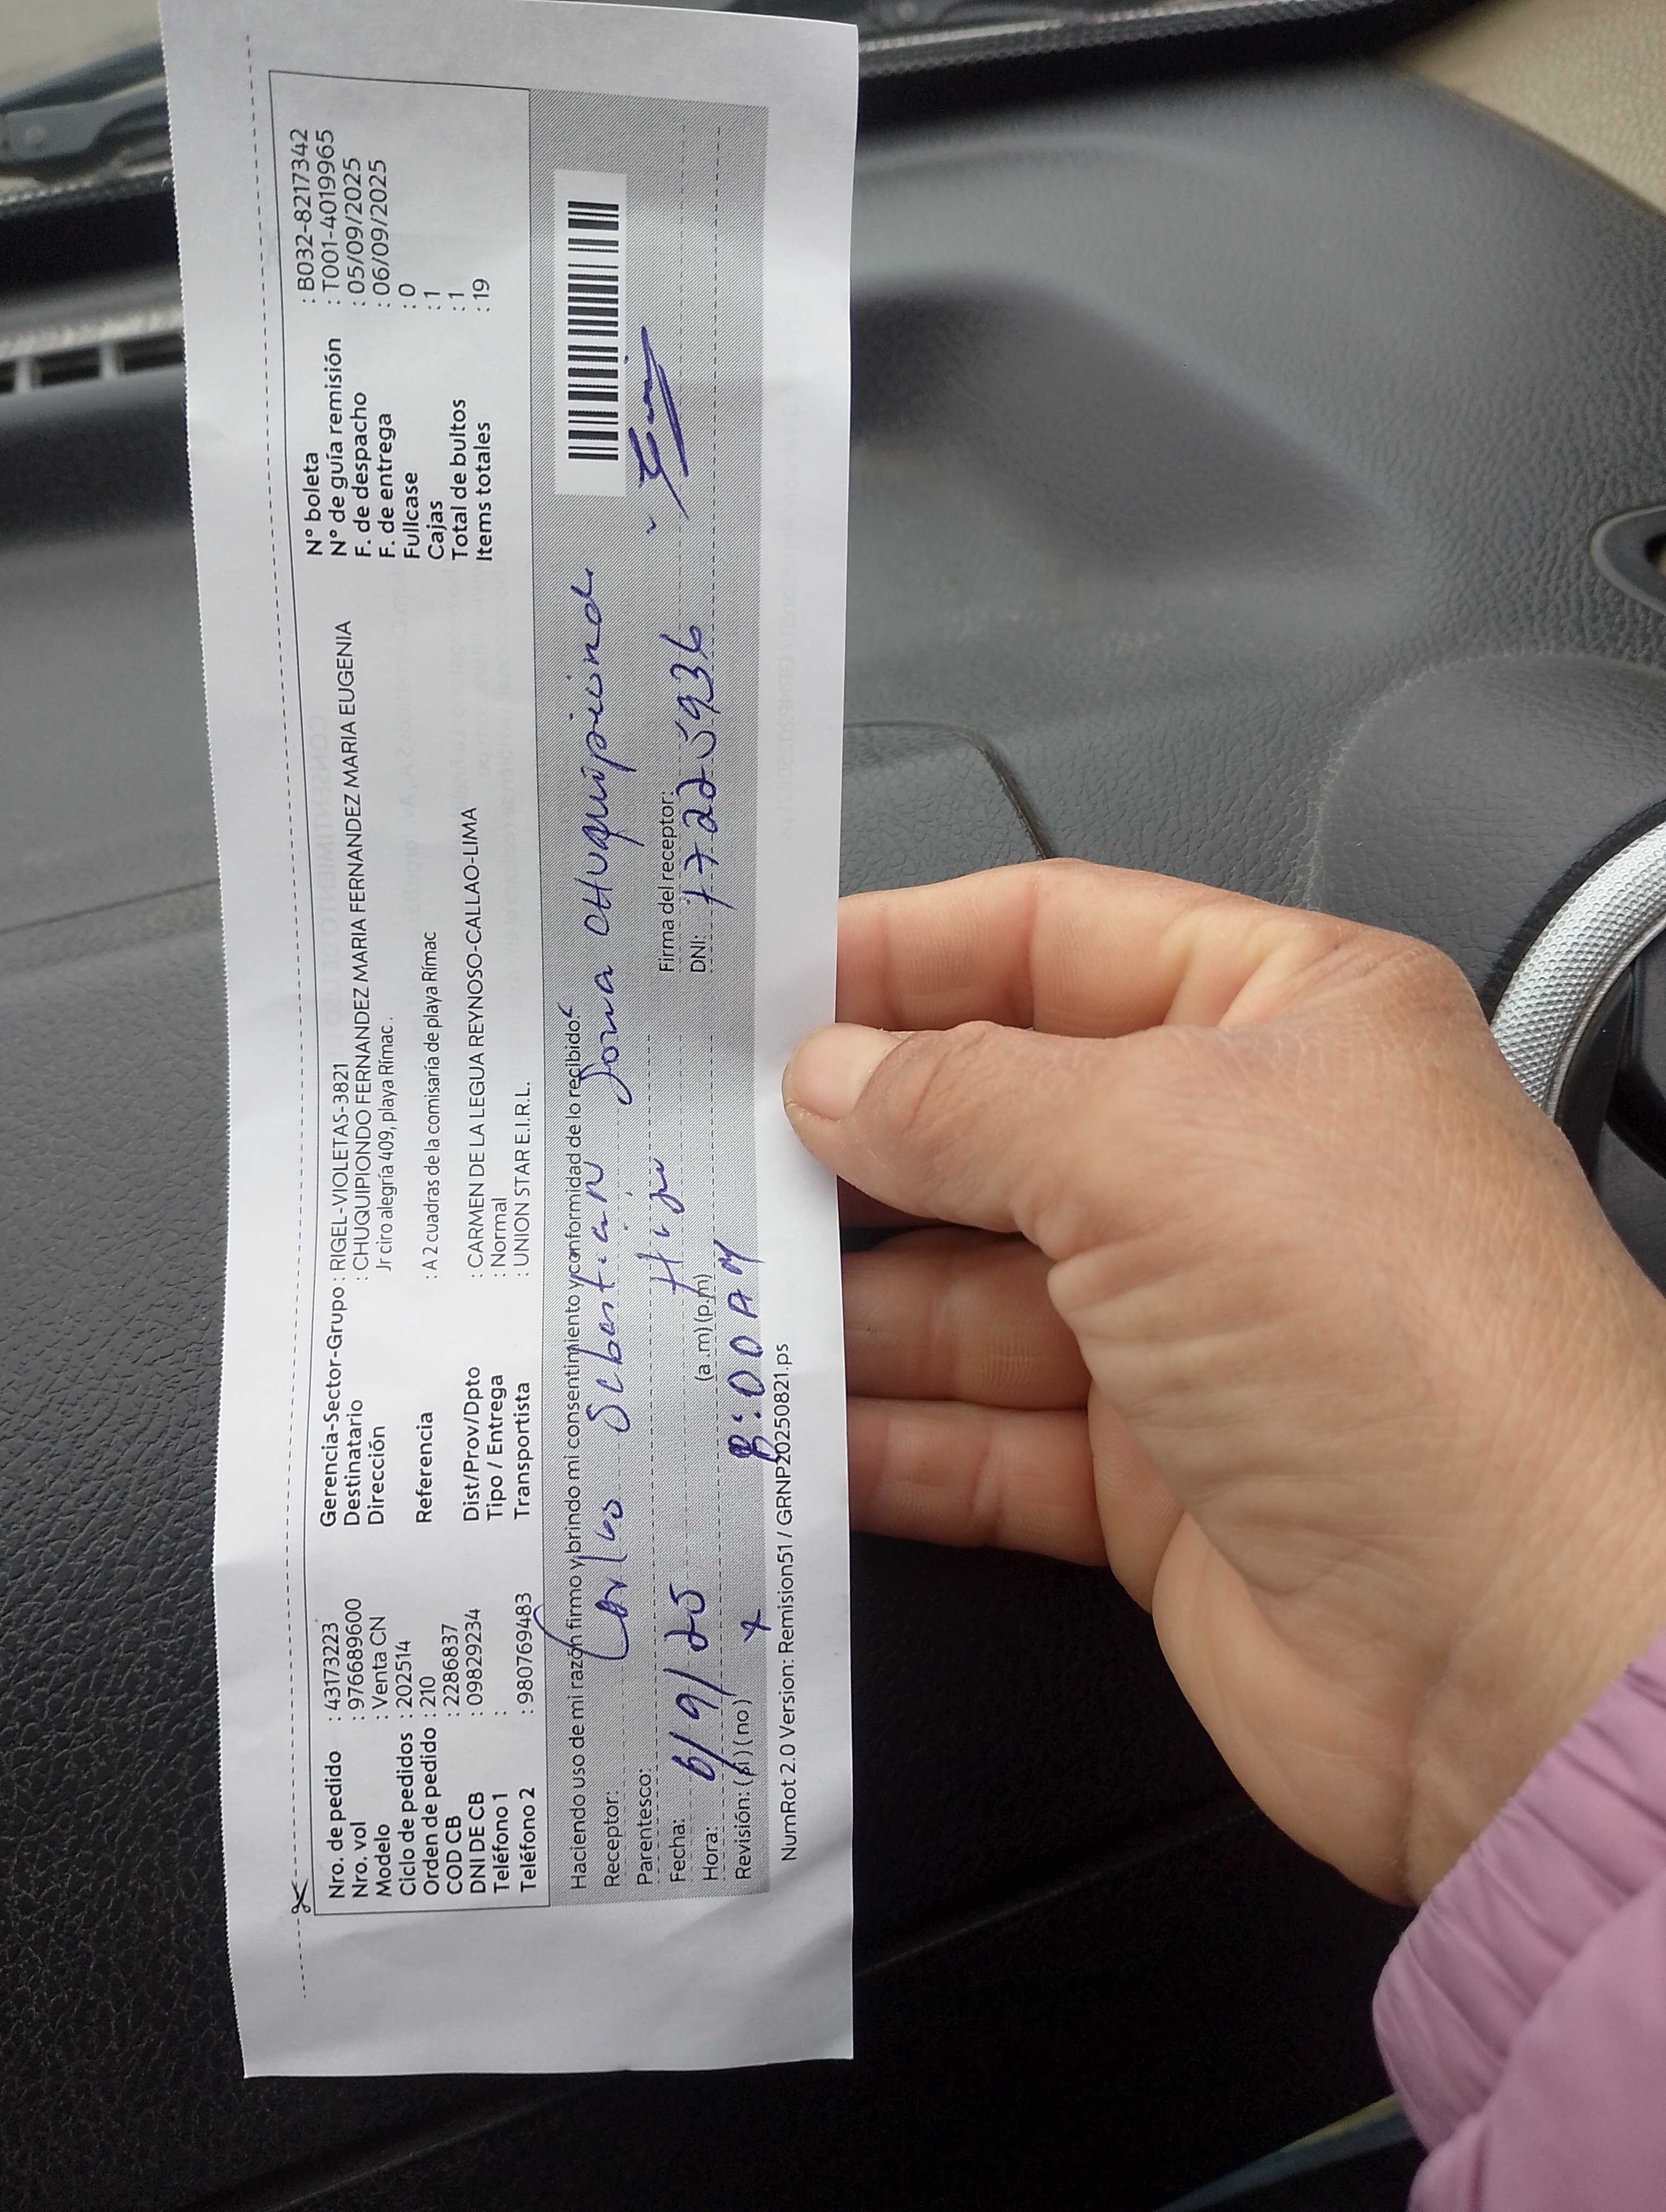 Nro. de pedido : 43173223
Nro. vol : 976689600
Modelo : Venta CN
Ciclo de pedidos : 202514
Orden de pedido : 210
COD CB : 2286837
DNI DE CB : 09829234
Teléfono 1 :
Teléfono 2 : 980769483
Gerencia-Sector-Grupo : RIGEL-VIOLETAS-3821
Destinatario : CHUQUIPIONDO FERNANDEZ MARIA FERNANDEZ MARIA EUGENIA
Dirección Jr ciro alegría 409, playa Rímac .
Referencia : A 2 cuadras de la comisaría de playa Rímac
Dist/Prov/Dpto : CARMEN DE LA LEGUA REYNOSO-CALLAO-LIMA
Tipo / Entrega : Normal
Transportista : UNION STAR E.I.R.L.
N° boleta : B032-8217342
N° de guía remisión : T001-4019965
F. de despacho : 05/09/2025
F. de entrega : 06/09/2025
Fullcase : 0
Cajas : 1
Total de bultos : 1
Items totales : 19
Haciendo uso de mi razón firmo y brindo mi consentimiento y conformidad de lo recibido:
Receptor: Sebastian
Parentesco: Hijo
Fecha: 6/9/25
Firma del receptor:
Hora: (a .m) (p.m) 8:00 AM
DNI: 77225936
Revisión: (si) (no) x
NumRot 2.0 Version: Remision51 / GRNP20250821.ps